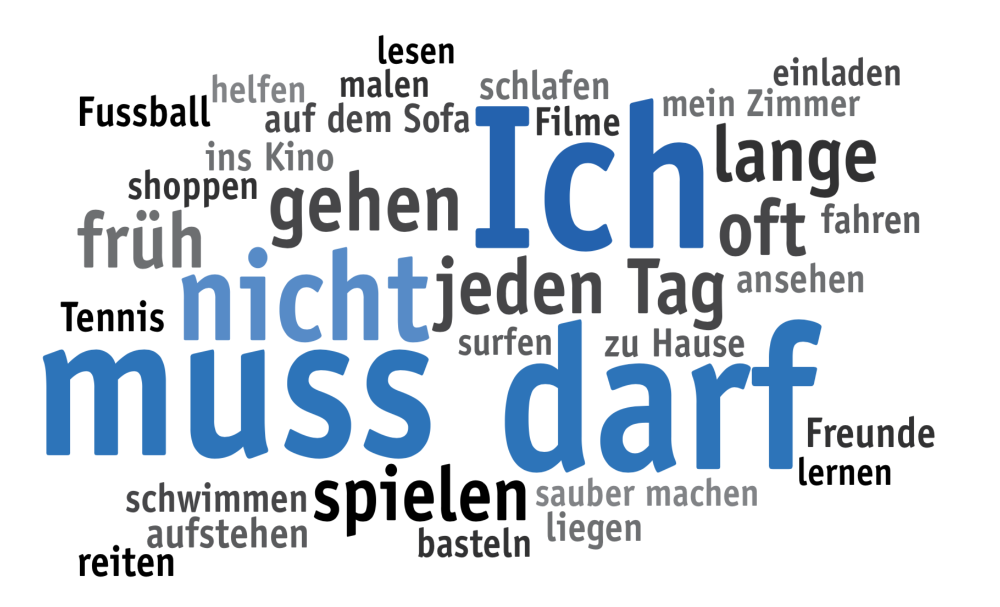 lesen
einladen
helfen
malen
schlafen
mein Zimmer
Fussball
auf dem Sofa
Filme
Ich
lange
ins Kino
shoppen
gehen
oft
fahren
früh
nicht
jeden Tag
ansehen
Tennis
surfen
zu Hause
muss
darf
Freunde
lernen
schwimmen
spielen
sauber machen
aufstehen
liegen
basteln
reiten